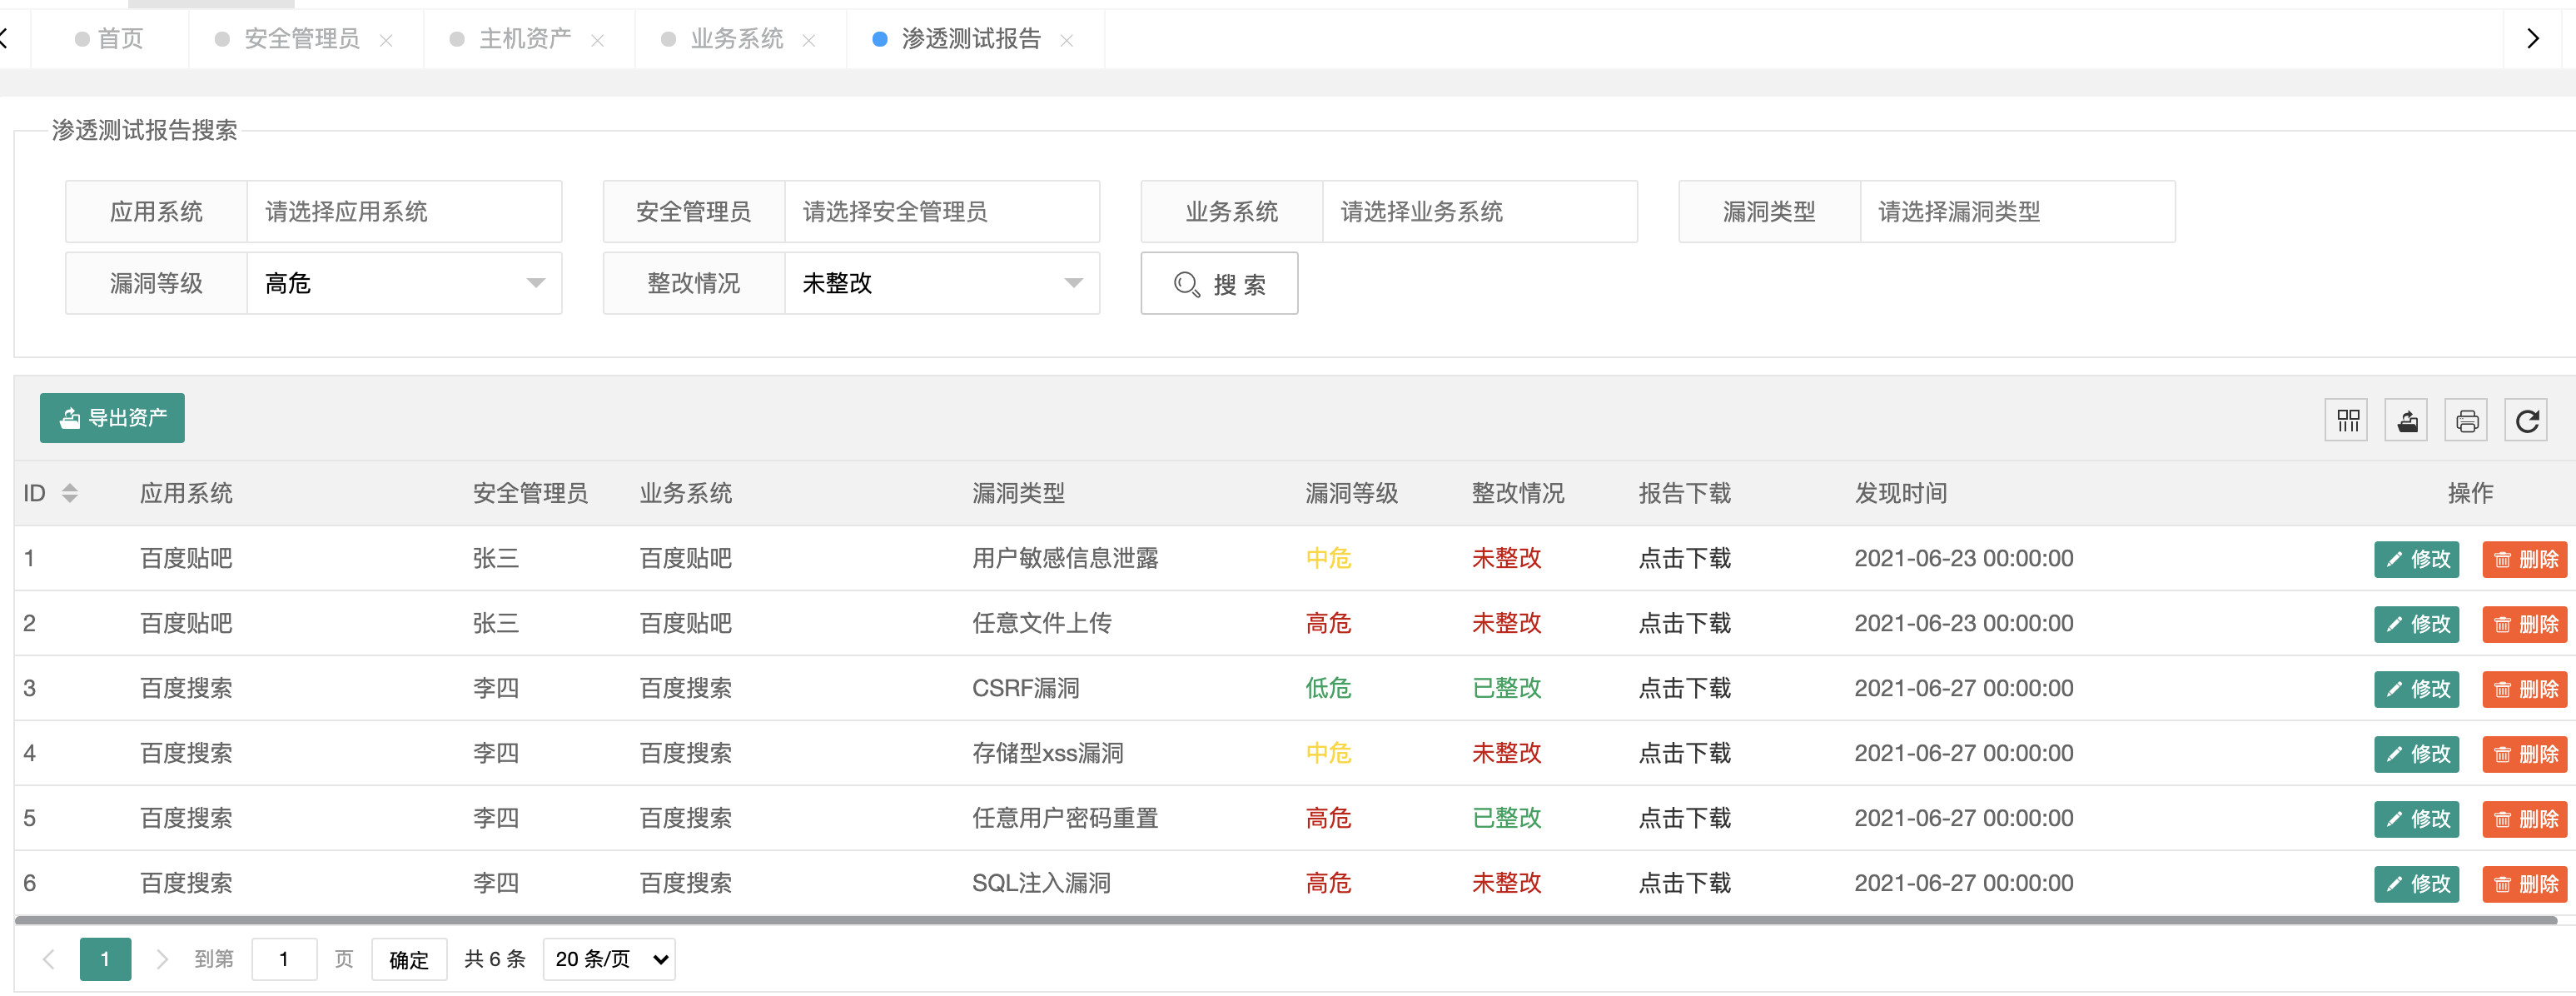 首页 安全管理员 主机资产 业务系统 渗透测试报告
渗透测试报告搜索
应用系统 请选择应用系统 安全管理员 请选择安全管理员 业务系统 请选择业务系统 漏洞类型 请选择漏洞类型
漏洞等级 高危 整改情况 未整改 搜 索
导出资产
ID 应用系统 安全管理员 业务系统 漏洞类型 漏洞等级 整改情况 报告下载 发现时间 操作
1 百度贴吧 张三 百度贴吧 用户敏感信息泄露 中危 未整改 点击下载 2021-06-23 00:00:00 修改 删除
2 百度贴吧 张三 百度贴吧 任意文件上传 高危 未整改 点击下载 2021-06-23 00:00:00 修改 删除
3 百度搜索 李四 百度搜索 CSRF漏洞 低危 已整改 点击下载 2021-06-27 00:00:00 修改 删除
4 百度搜索 李四 百度搜索 存储型xss漏洞 中危 未整改 点击下载 2021-06-27 00:00:00 修改 删除
5 百度搜索 李四 百度搜索 任意用户密码重置 高危 已整改 点击下载 2021-06-27 00:00:00 修改 删除
6 百度搜索 李四 百度搜索 SQL注入漏洞 高危 未整改 点击下载 2021-06-27 00:00:00 修改 删除
1 到第 1 页 确定 共 6 条 20 条/页